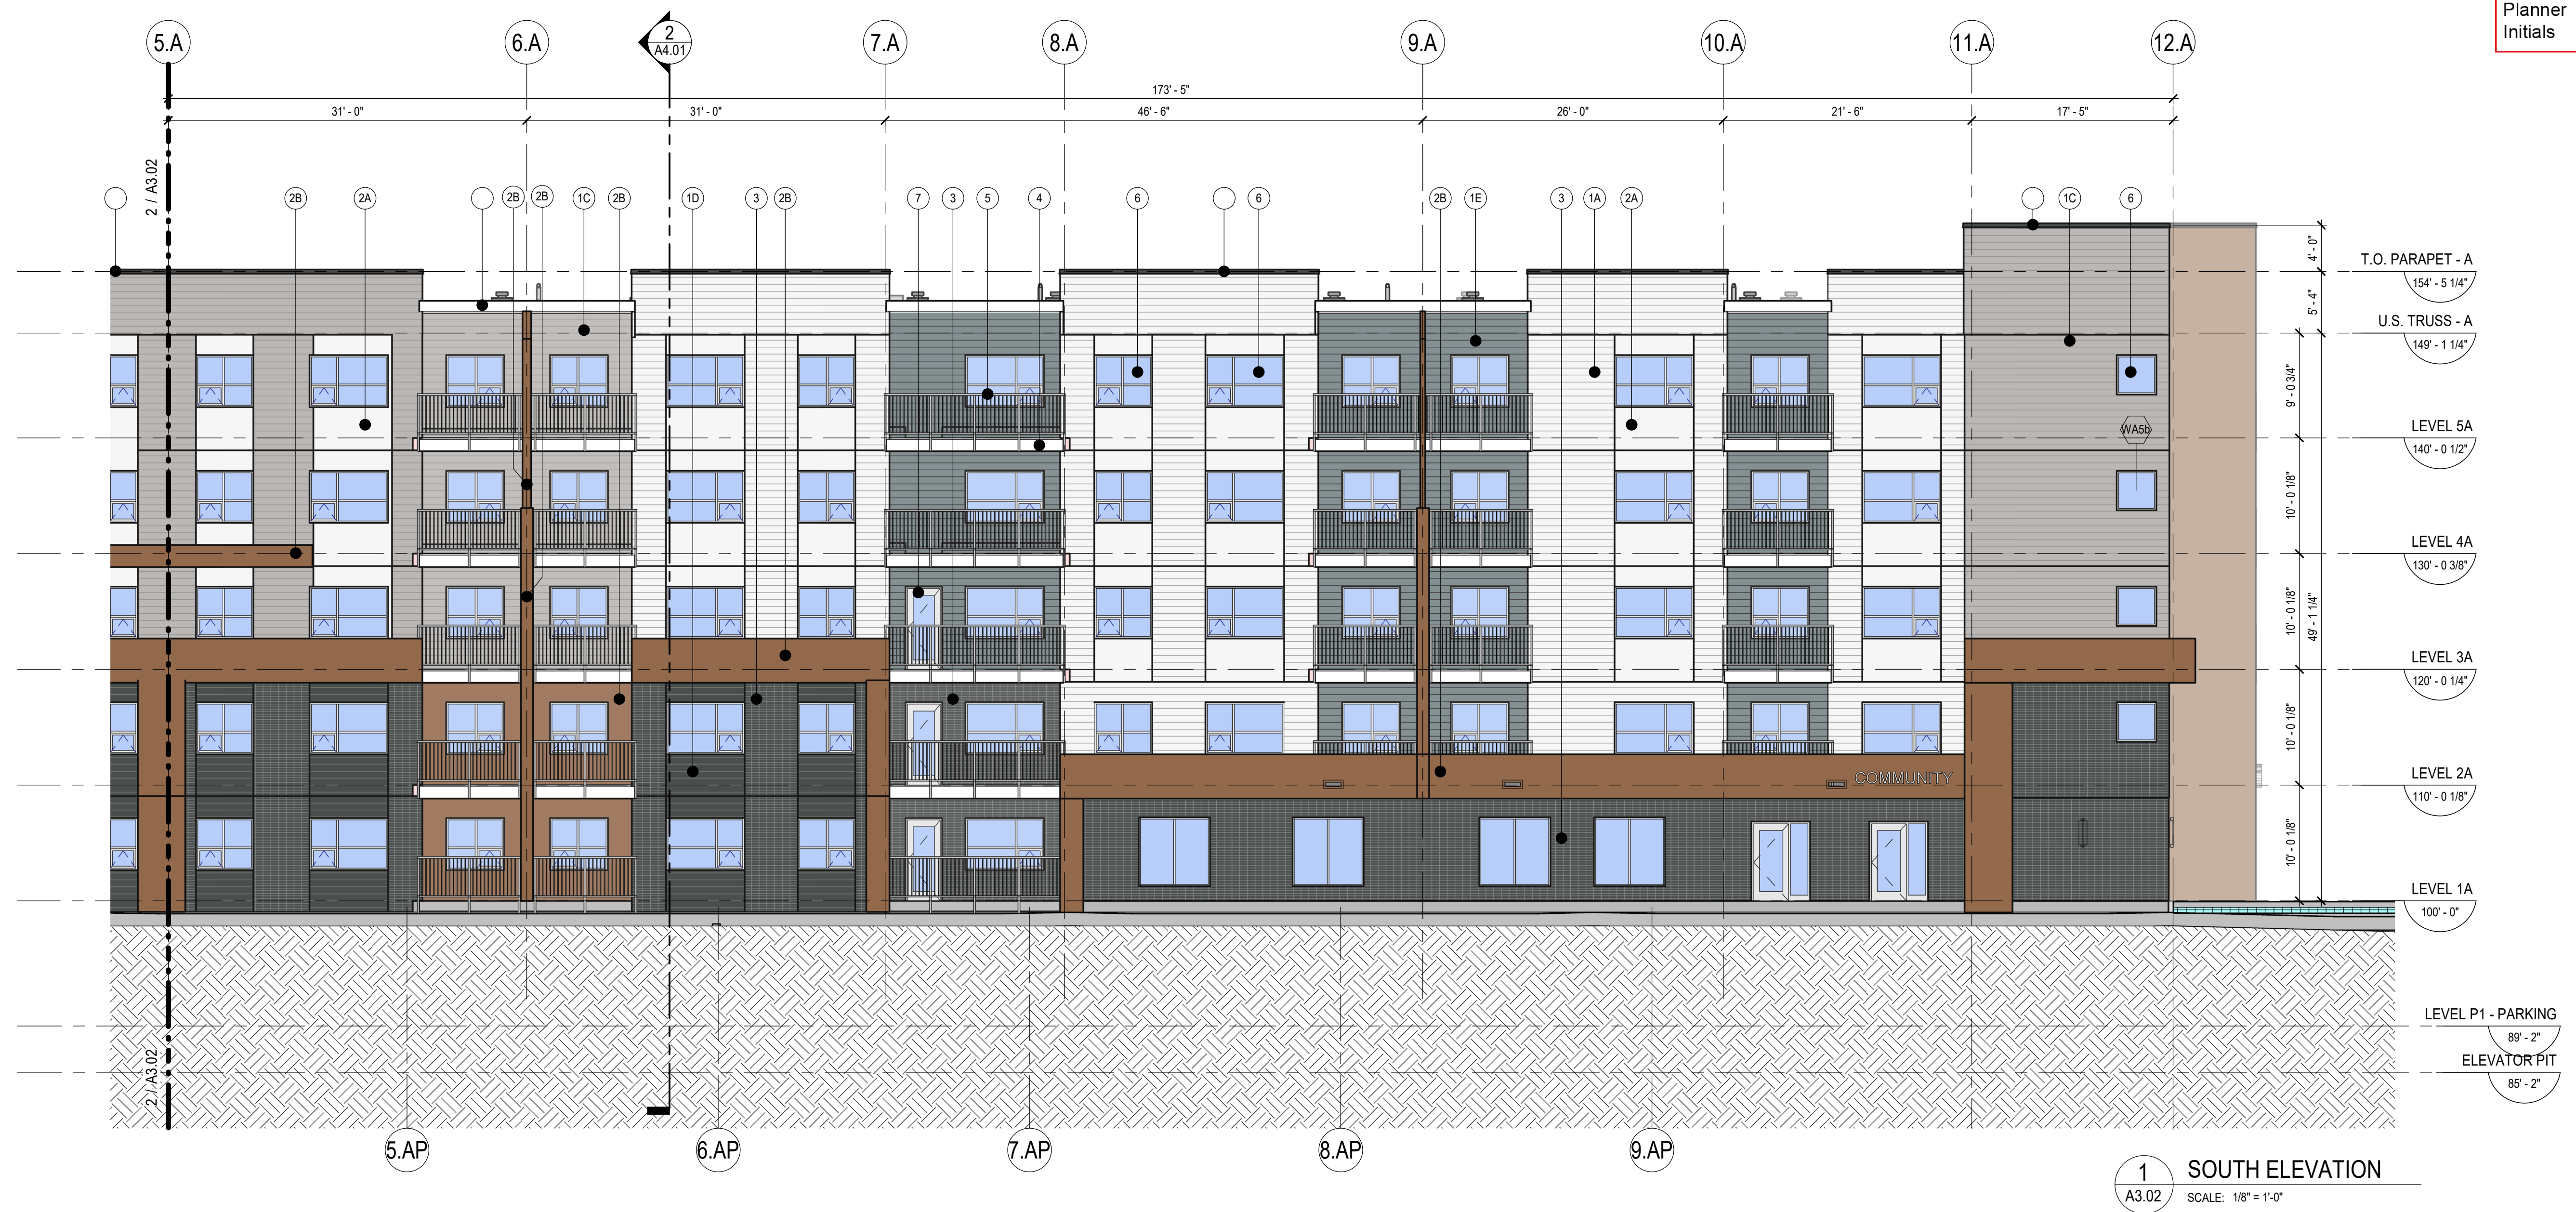 Planner
Initials
5.A
6.A
2
A4.01
7.A
8.A
9.A
10.A
11.A
12.A
173' - 5"
31' - 0"
31' - 0"
46' - 6"
26' - 0"
21' - 6"
17' - 5"
2 / A3.02
2B
2A
2B
2B
1C
2B
1D
3
2B
7
3
5
4
6
6
2B
1E
3
1A
2A
1C
6
4' - 0"
T.O. PARAPET - A
154' - 5 1/4"
5' - 4"
U.S. TRUSS - A
149' - 1 1/4"
9' - 0 3/4"
WA5b
LEVEL 5A
140' - 0 1/2"
10' - 0 1/8"
LEVEL 4A
130' - 0 3/8"
10' - 0 1/8"
49' - 1 1/4"
LEVEL 3A
120' - 0 1/4"
10' - 0 1/8"
COMMUNITY
LEVEL 2A
110' - 0 1/8"
10' - 0 1/8"
LEVEL 1A
100' - 0"
LEVEL P1 - PARKING
89' - 2"
ELEVATOR PIT
85' - 2"
2 / A3.02
5.AP
6.AP
7.AP
8.AP
9.AP
1
A3.02
SOUTH ELEVATION
SCALE: 1/8" = 1'-0"